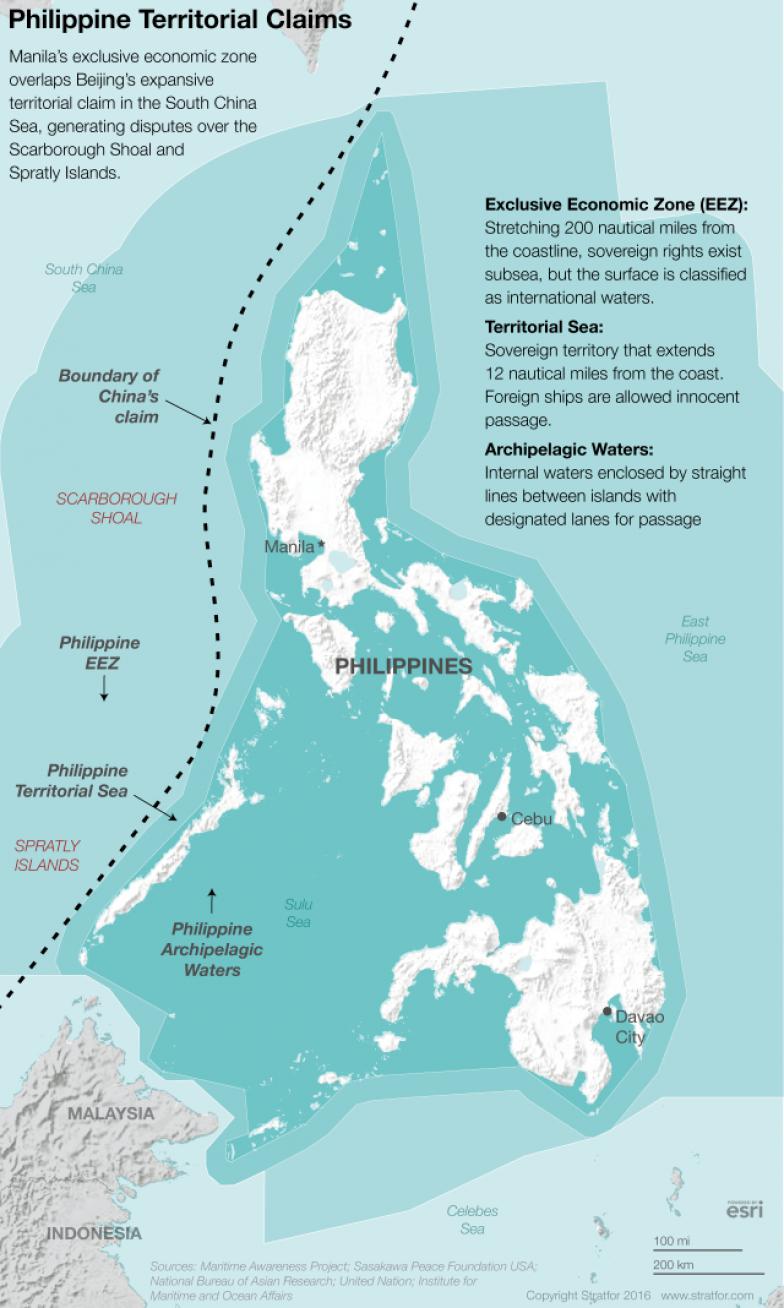 Philippine Territorial Claims
Manila's exclusive economic zone
overlaps Beijing's expansive
territorial claim in the South China
Sea, generating disputes over the
Scarborough Shoal and
Spratly Islands.
Exclusive Economic Zone (EEZ):
Stretching 200 nautical miles from
the coastline, sovereign rights exist
subsea, but the surface is classified
as international waters.
Territorial Sea:
Sovereign territory that extends
12 nautical miles from the coast.
Foreign ships are allowed innocent
passage.
Archipelagic Waters:
Internal waters enclosed by straight
lines between islands with
designated lanes for passage
South China
Sea
Boundary of
China's
claim
SCARBOROUGH
SHOAL
Manila
Philippine
EEZ
East
Philippine
Sea
PHILIPPINES
Philippine
Territorial Sea
Cebu
SPRATLY
ISLANDS
Sulu
Sea
Philippine
Archipelagic
Waters
Davao
City
MALAYSIA
INDONESIA
Celebes
Sea
POWERED BY
esri
100 mi
200 km
Sources: Maritime Awareness Project; Sasakawa Peace Foundation USA;
National Bureau of Asian Research; United Nation; Institute for
Maritime and Ocean Affairs
Copyright Stratfor 2016 www.stratfor.com